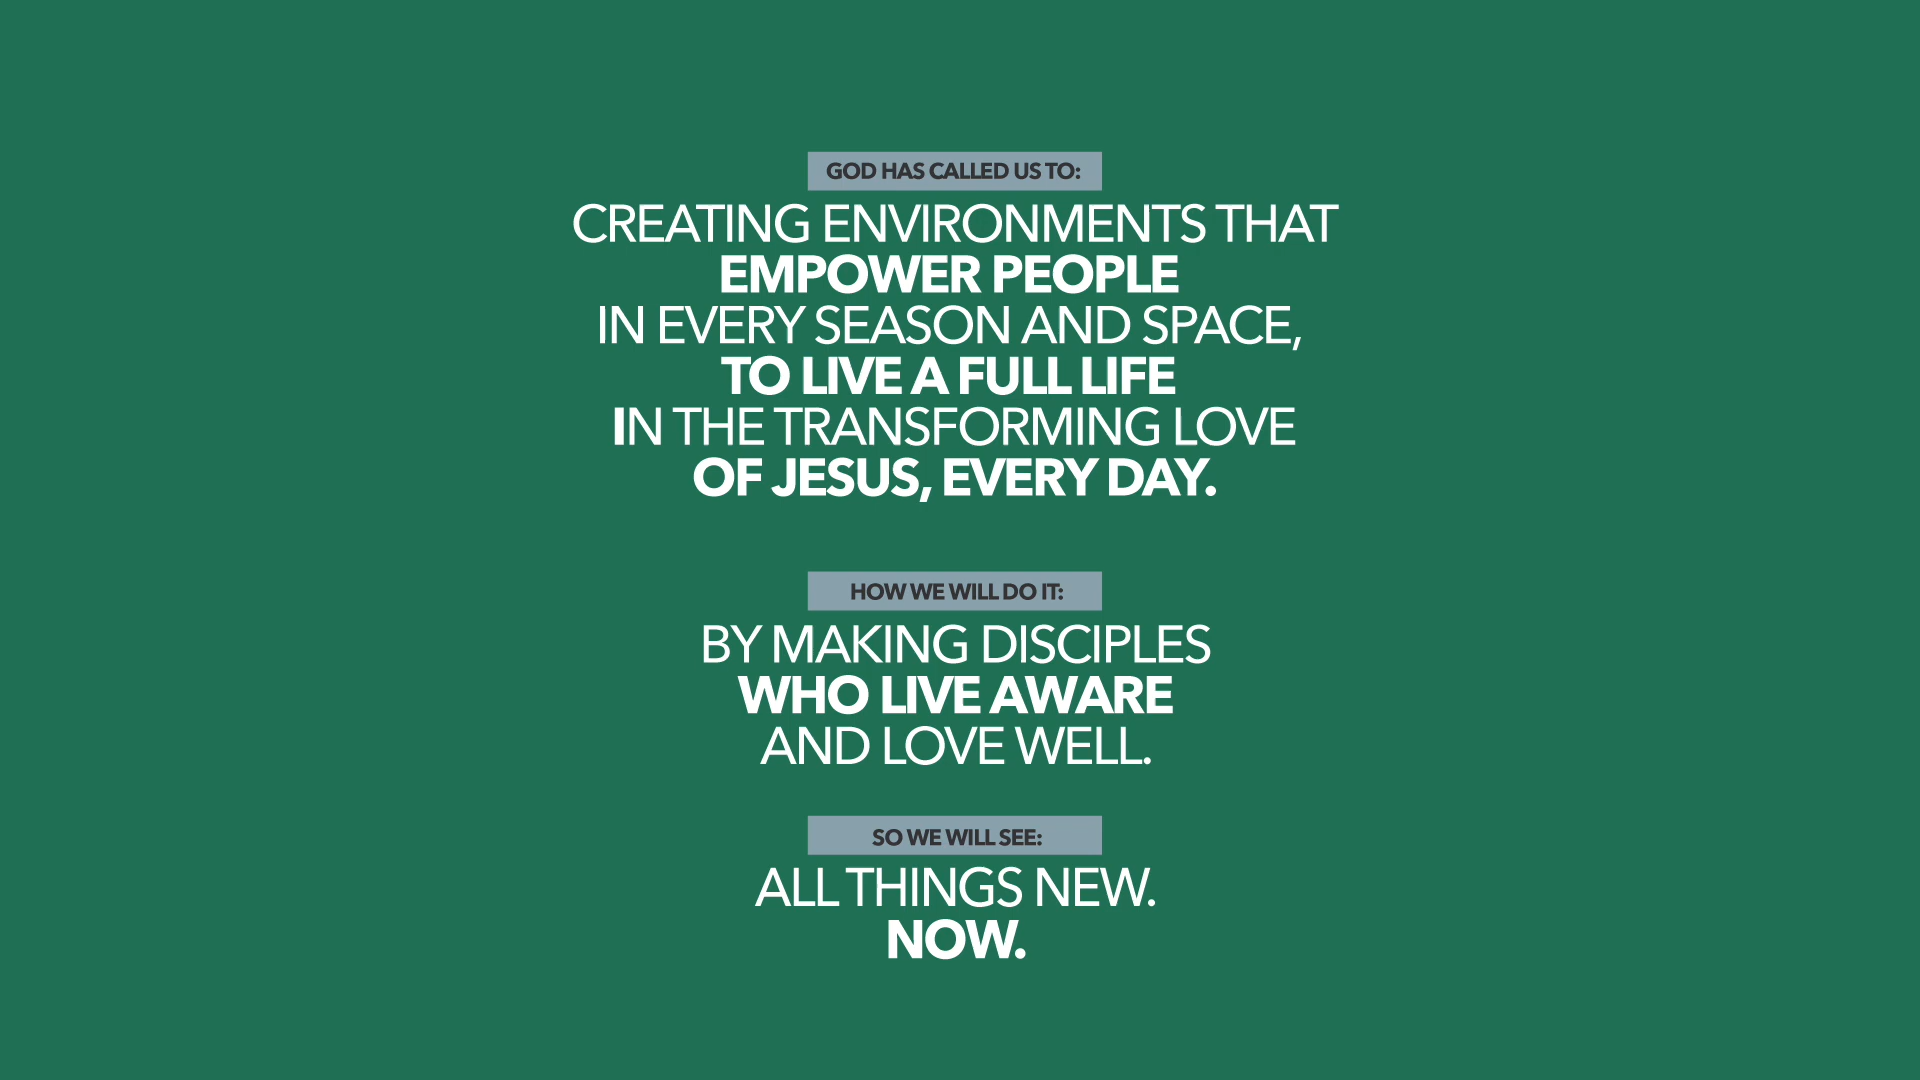 GOD HAS CALLED US TO:
CREATING ENVIRONMENTS THAT
EMPOWER PEOPLE
IN EVERY SEASON AND SPACE,
TO LIVE A FULL LIFE
IN THE TRANSFORMING LOVE
OF JESUS, EVERY DAY.
HOW WE WILL DO IT:
BY MAKING DISCIPLES
WHO LIVE AWARE
AND LOVE WELL.
SO WE WILL SEE:
ALL THINGS NEW.
NOW.